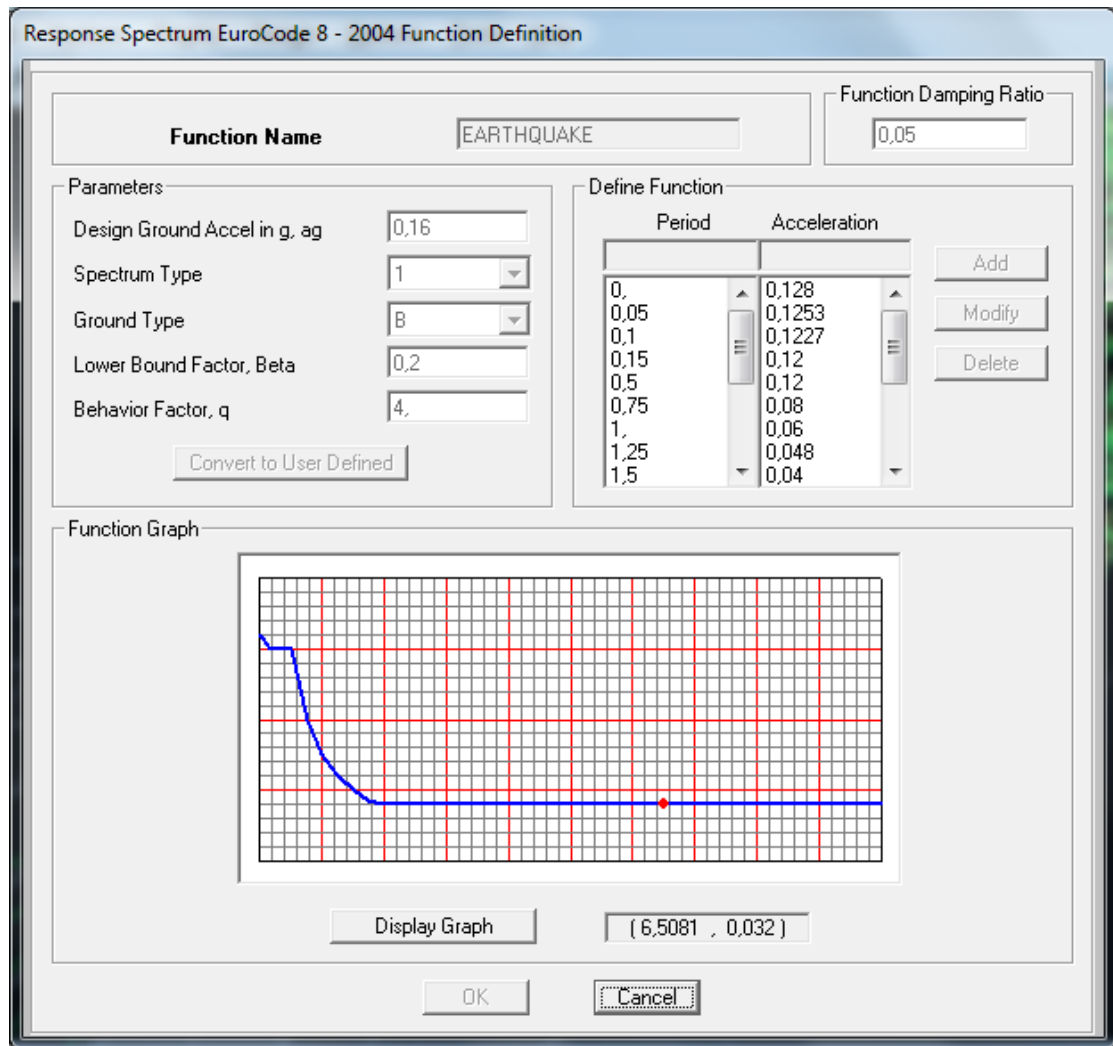 Response Spectrum EuroCode 8 - 2004 Function Definition
Function Name EARTHQUAKE
Function Damping Ratio
0,05
Parameters
Design Ground Accel in g, ag 0,16
Spectrum Type 1
Ground Type B
Lower Bound Factor, Beta 0,2
Behavior Factor, q 4,
Convert to User Defined
Define Function
Period Acceleration
0, 0,128
0,05 0,1253
0,1 0,1227
0,15 0,12
0,5 0,12
0,75 0,08
1, 0,06
1,25 0,048
1,5 0,04
Add
Modify
Delete
Function Graph
Display Graph ( 6,5081 , 0,032 )
OK Cancel